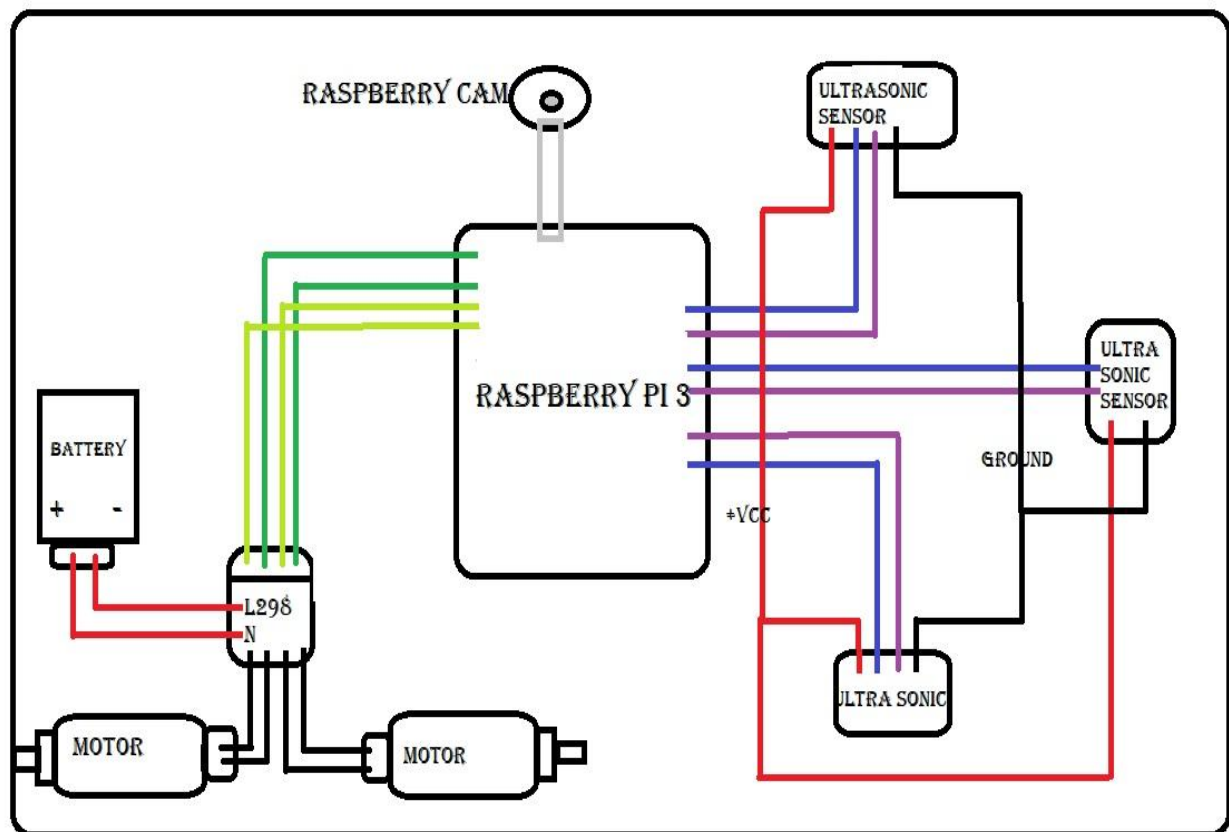 RASPBERRY CAM
ULTRASONIC
SENSOR
RASPBERRY PI 3
ULTRA
SONIC
SENSOR
BATTERY
+ -
GROUND
+VCC
L298
N
ULTRA SONIC
MOTOR
MOTOR